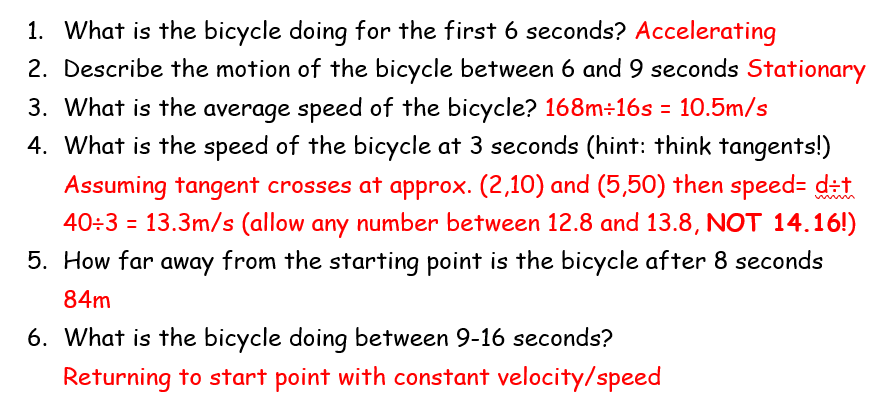 1. What is the bicycle doing for the first 6 seconds? Accelerating
2. Describe the motion of the bicycle between 6 and 9 seconds Stationary
3. What is the average speed of the bicycle? 168m÷16s = 10.5m/s
4. What is the speed of the bicycle at 3 seconds (hint: think tangents!)
Assuming tangent crosses at approx. (2,10) and (5,50) then speed= d÷t
40÷3 = 13.3m/s (allow any number between 12.8 and 13.8, NOT 14.16!)
5. How far away from the starting point is the bicycle after 8 seconds
84m
6. What is the bicycle doing between 9-16 seconds?
Returning to start point with constant velocity/speed